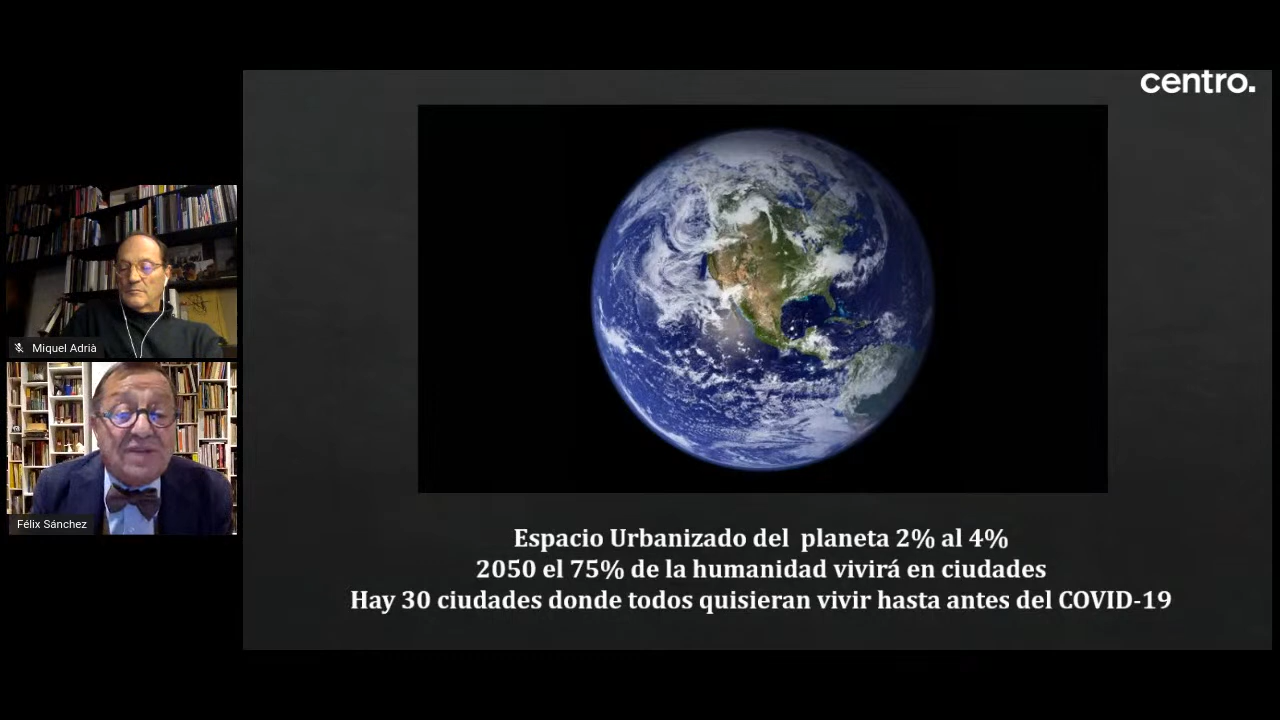 centro.
Miquel Adrià
Félix Sánchez
Espacio Urbanizado del planeta 2% al 4%
2050 el 75% de la humanidad vivirá en ciudades
Hay 30 ciudades donde todos quisieran vivir hasta antes del COVID-19